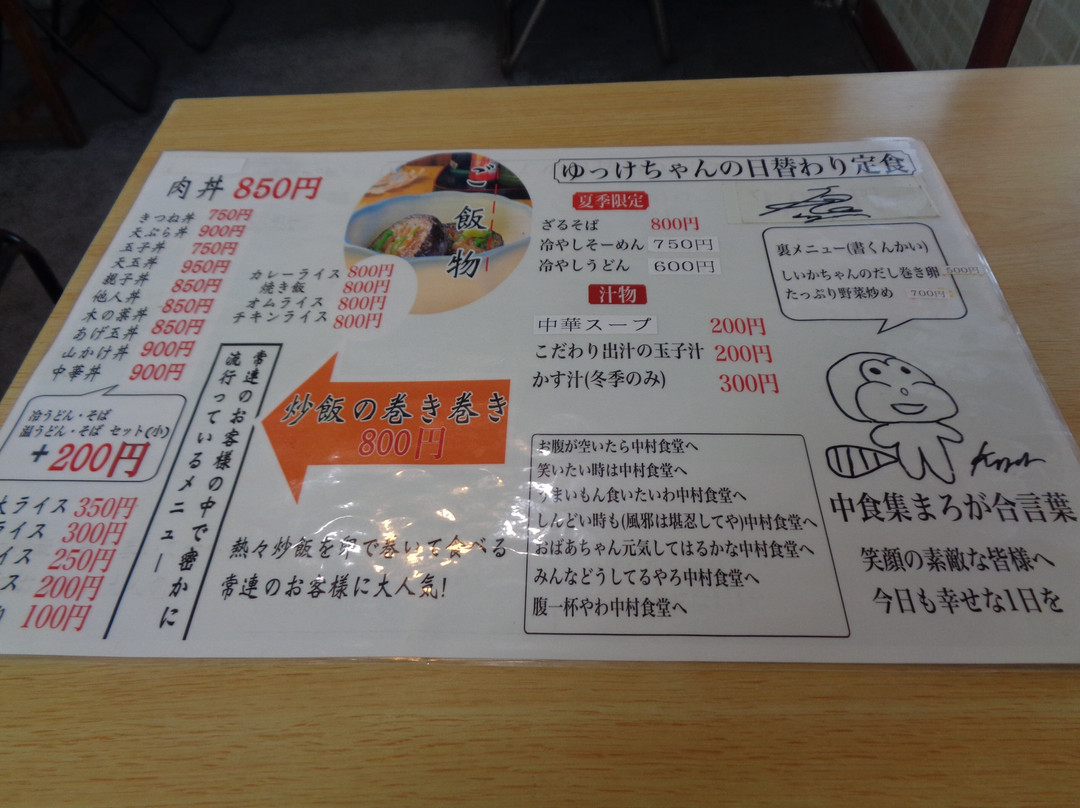 肉丼 850円
きつね丼 750円
天ぷら丼 900円
玉子丼 750円
天玉丼 950円
親子丼 850円
他人丼 850円
木の葉丼 850円
あげ玉丼 850円
山かけ丼 900円
中華丼 900円
冷うどん・そば
温うどん・そば セット(小)
+200円
大ライス 350円
ライス 300円
イス 250円
ス 200円
100円
飯物
カレーライス 800円
焼き飯 800円
オムライス 800円
チキンライス 800円
常連のお客様の中で密かに
流行っているメニュー
炒飯の巻き巻き
800円
熱々炒飯を卵で巻いて食べる
常連のお客様に大人気!
ゆっけちゃんの日替わり定食
夏季限定
ざるそば 800円
冷やしそーめん 750円
冷やしうどん 600円
汁物
中華スープ 200円
こだわり出汁の玉子汁 200円
かす汁(冬季のみ) 300円
お腹が空いたら中村食堂へ
笑いたい時は中村食堂へ
うまいもん食いたいわ中村食堂へ
しんどい時も(風邪は堪忍してや)中村食堂へ
おばあちゃん元気してはるかな中村食堂へ
みんなどうしてるやろ中村食堂へ
腹一杯やわ中村食堂へ
裏メニュー(書くんかい)
しいかちゃんのだし巻き卵 500円
たっぷり野菜炒め 700円
中食集まろが合言葉
笑顔の素敵な皆様へ
今日も幸せな1日を